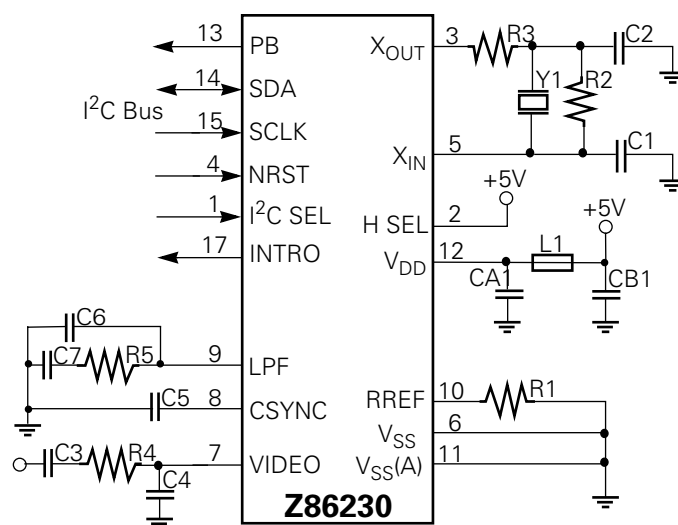 13 PB
14 SDA
I²C Bus
15 SCLK
4 NRST
1 I²C SEL
17 INTRO
C6
C7 R5 9 LPF
C5 8 CSYNC
C3 R4 7 VIDEO
C4
XOUT 3 R3 C2
Y1 R2
XIN 5 C1
+5V
H SEL 2 +5V
VDD 12 L1
CA1 CB1
RREF 10 R1
VSS 6
VSS(A) 11
Z86230